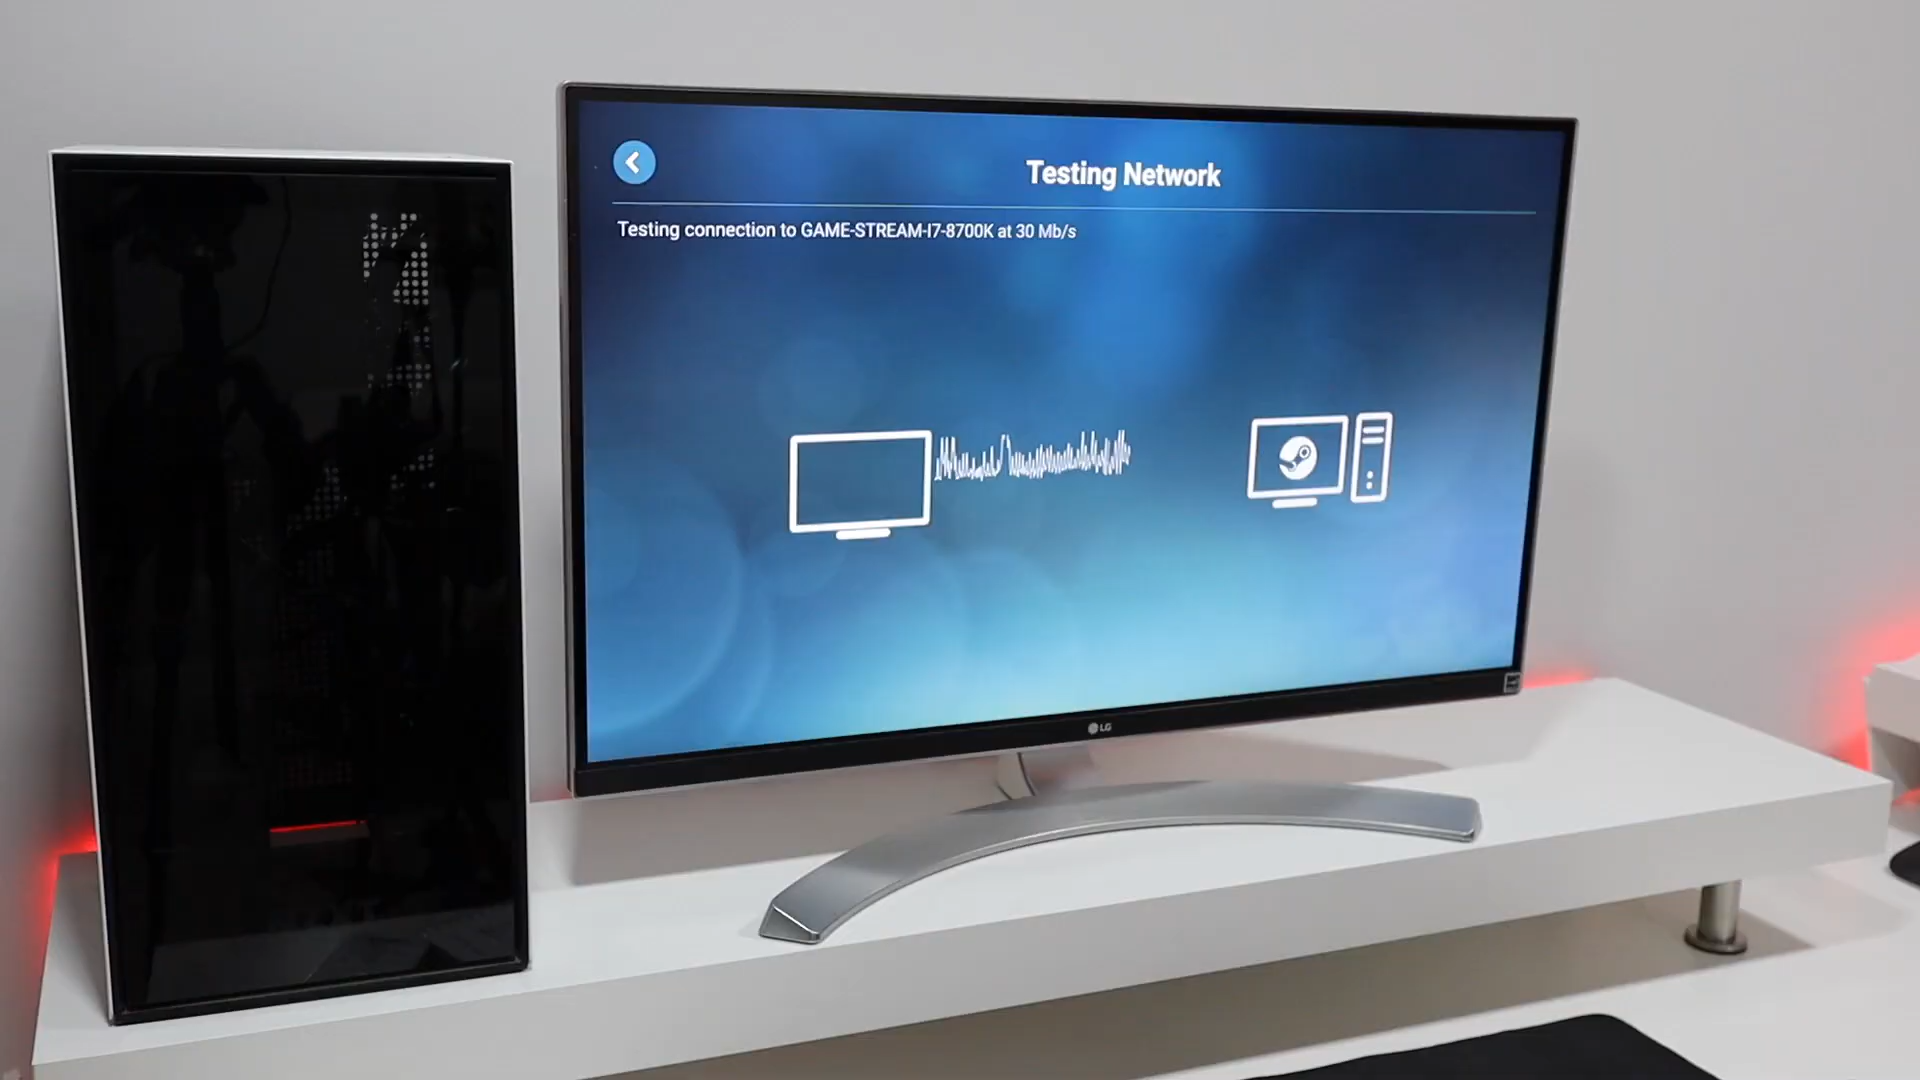 Testing Network
Testing connection to GAME-STREAM-I7-8700K at 30 Mb/s
LG